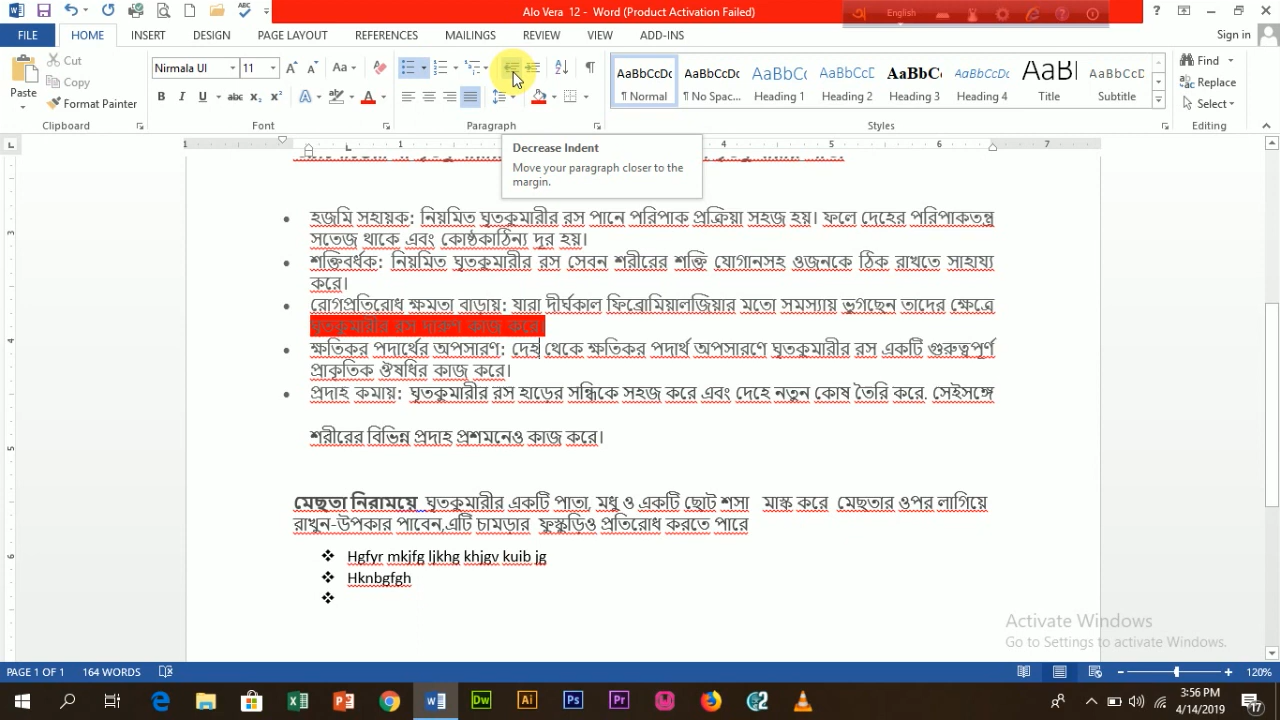 Alo Vera 12 - Word (Product Activation Failed)
English
FILE HOME INSERT DESIGN PAGE LAYOUT REFERENCES MAILINGS REVIEW VIEW ADD-INS Sign in
Paste
Cut
Copy
Format Painter
Clipboard
Nirmala UI 11
Font
Paragraph
AaBbCcDc AaBbCcDc AaBbCc AaBbCcDc AaBbCc AaBbCcDc AaBl AaBbCcDc
¶ Normal ¶ No Spac... Heading 1 Heading 2 Heading 3 Heading 4 Title Subtitle
Styles
Find
Replace
Select
Editing
Decrease Indent
Move your paragraph closer to the
margin.
হজমি সহায়ক: নিয়মিত ঘৃতকুমারীর রস পানে পরিপাক প্রক্রিয়া সহজ হয়। ফলে দেহের পরিপাকতন্ত্র
সতেজ থাকে এবং কোষ্ঠকাঠিন্য দূর হয়।
শক্তিবর্ধক: নিয়মিত ঘৃতকুমারীর রস সেবন শরীরের শক্তি যোগানসহ ওজনকে ঠিক রাখতে সাহায্য
করে।
রোগপ্রতিরোধ ক্ষমতা বাড়ায়: যারা দীর্ঘকাল ফিব্রোমিয়ালজিয়ার মতো সমস্যায় ভুগছেন তাদের ক্ষেত্রে
ঘৃতকুমারীর রস দারুণ কাজ করে।
ক্ষতিকর পদার্থের অপসারণ: দেহ থেকে ক্ষতিকর পদার্থ অপসারণে ঘৃতকুমারীর রস একটি গুরুত্বপূর্ণ
প্রাকৃতিক ঔষধির কাজ করে।
প্রদাহ কমায়: ঘৃতকুমারীর রস হাড়ের সন্ধিকে সহজ করে এবং দেহে নতুন কোষ তৈরি করে. সেইসঙ্গে
শরীরের বিভিন্ন প্রদাহ প্রশমনেও কাজ করে।
মেছতা নিরাময়ে ঘৃতকুমারীর একটি পাতা, মধু ও একটি ছোট শসা মাস্ক করে মেছতার ওপর লাগিয়ে
রাখুন-উপকার পাবেন,এটি চামড়ার ফুস্কুড়িও প্রতিরোধ করতে পারে
Hgfyr mkjfg ljkhg khjgv kuib jg
Hknbgfgh
Activate Windows
Go to Settings to activate Windows.
PAGE 1 OF 1 164 WORDS 120%
3:56 PM
4/14/2019
17